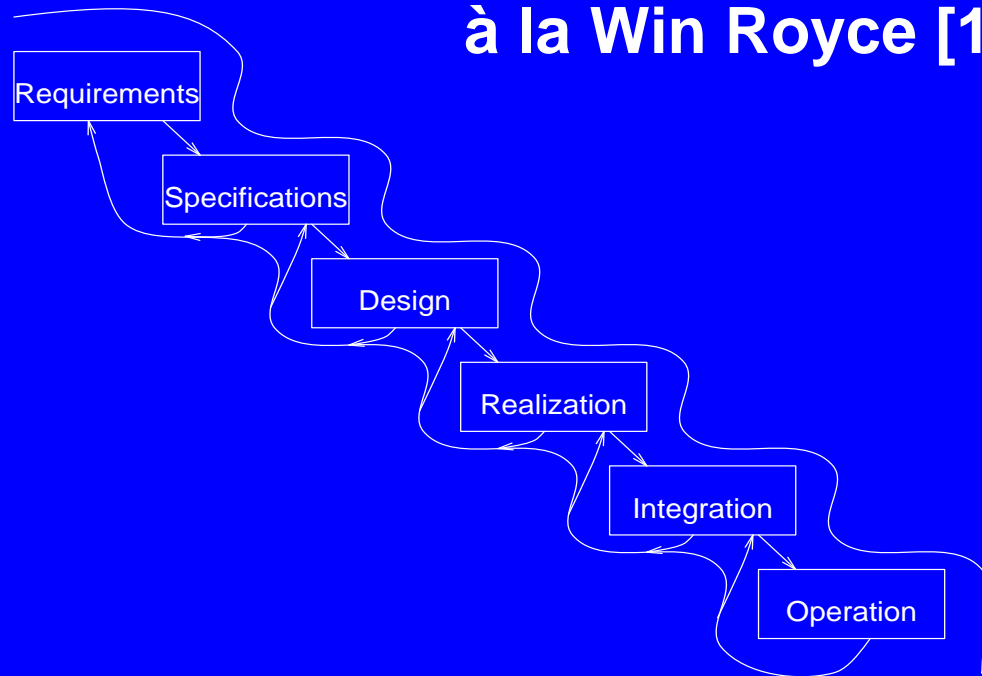 à la Win Royce [1
Requirements
Specifications
Design
Realization
Integration
Operation